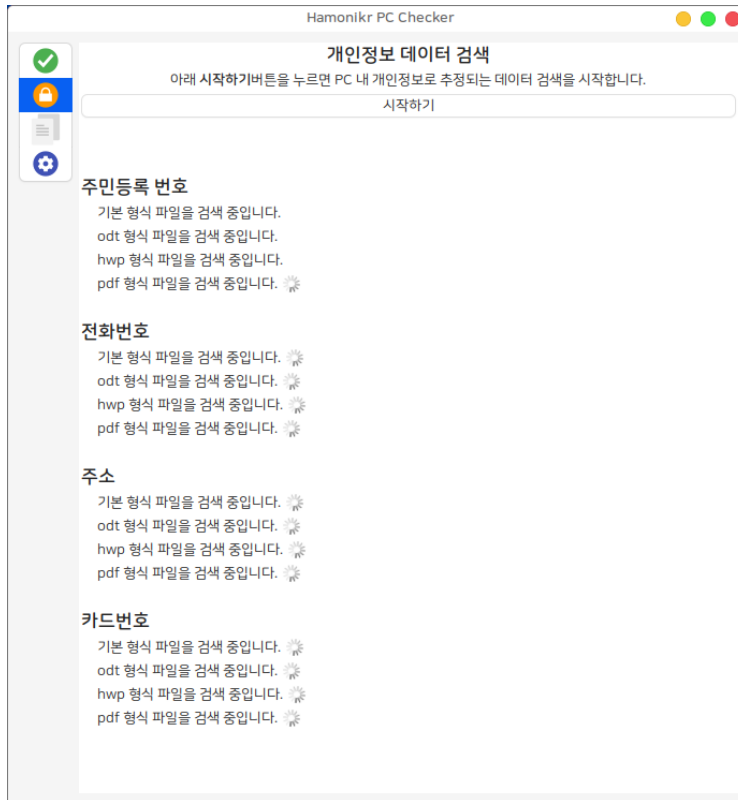 Hamonikr PC Checker
개인정보 데이터 검색
아래 시작하기버튼을 누르면 PC 내 개인정보로 추정되는 데이터 검색을 시작합니다.
시작하기
주민등록 번호
기본 형식 파일을 검색 중입니다.
odt 형식 파일을 검색 중입니다.
hwp 형식 파일을 검색 중입니다.
pdf 형식 파일을 검색 중입니다.
전화번호
기본 형식 파일을 검색 중입니다.
odt 형식 파일을 검색 중입니다.
hwp 형식 파일을 검색 중입니다.
pdf 형식 파일을 검색 중입니다.
주소
기본 형식 파일을 검색 중입니다.
odt 형식 파일을 검색 중입니다.
hwp 형식 파일을 검색 중입니다.
pdf 형식 파일을 검색 중입니다.
카드번호
기본 형식 파일을 검색 중입니다.
odt 형식 파일을 검색 중입니다.
hwp 형식 파일을 검색 중입니다.
pdf 형식 파일을 검색 중입니다.